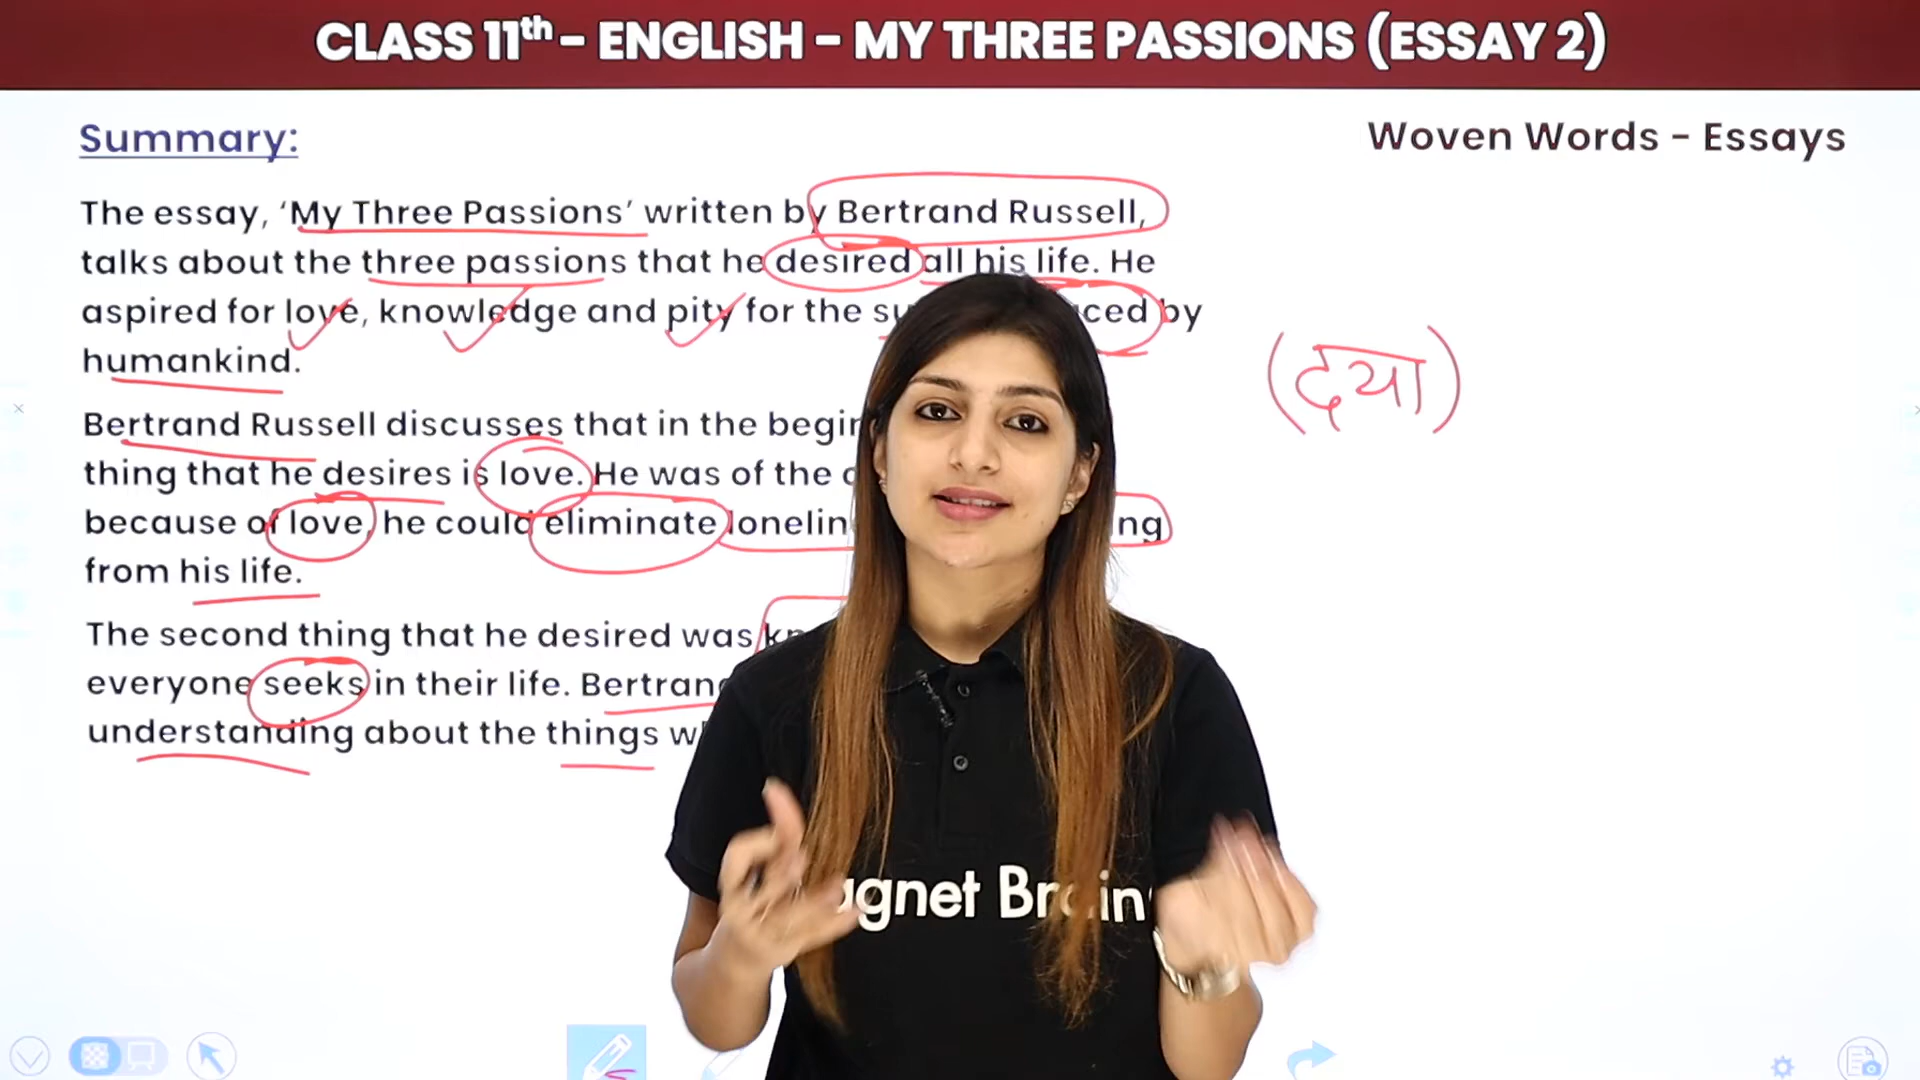 CLASS 11th - ENGLISH - MY THREE PASSIONS (ESSAY 2)
Summary:
Woven Words - Essays
The essay, ‘My Three Passions’ written by Bertrand Russell,
talks about the three passions that he desired all his life. He
aspired for love, knowledge and pity for the by
humankind.
(दया)
Bertrand Russell discusses that in the
thing that he desires is love. He was of the
because of love, he could eliminate
from his life.
The second thing that he desired was
everyone seeks in their life.
understanding about the things